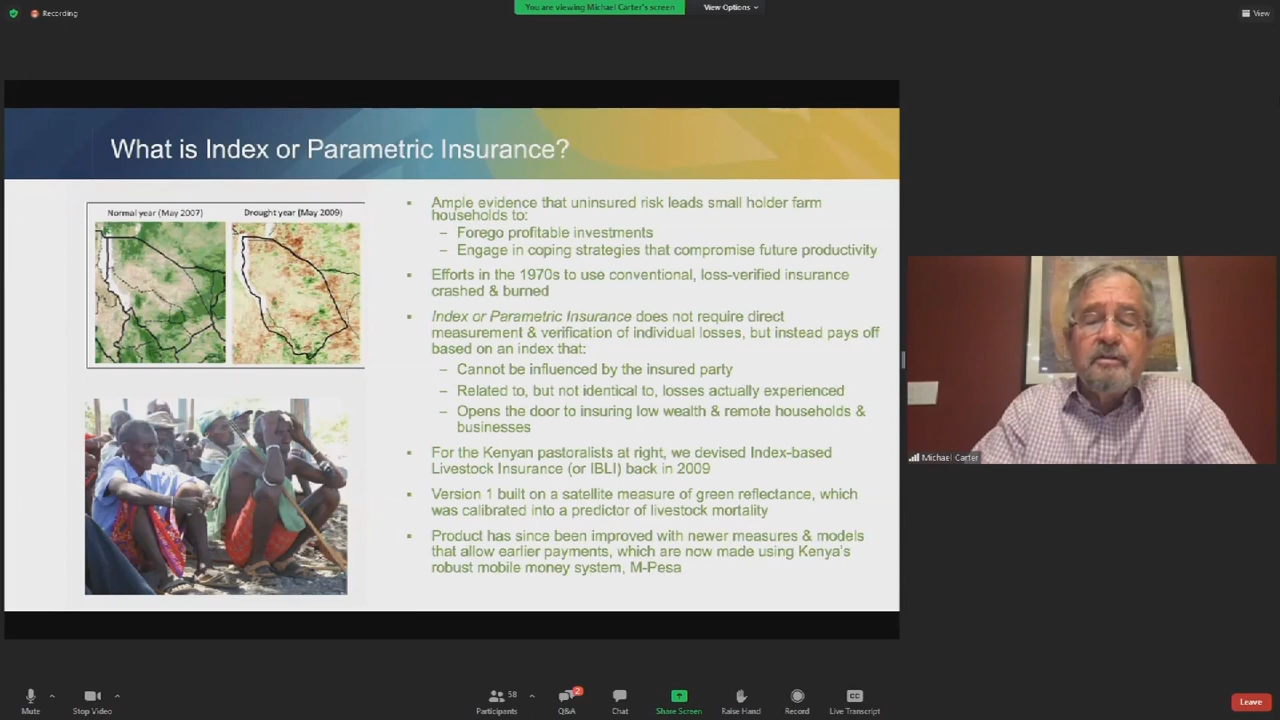 Recording
You are viewing Michael Carter's screen
View Options
View
What is Index or Parametric Insurance?
Normal year (May 2007)
Drought year (May 2009)
▪ Ample evidence that uninsured risk leads small holder farm
households to:
– Forego profitable investments
– Engage in coping strategies that compromise future productivity
▪ Efforts in the 1970s to use conventional, loss-verified insurance
crashed & burned
▪ Index or Parametric Insurance does not require direct
measurement & verification of individual losses, but instead pays off
based on an index that:
– Cannot be influenced by the insured party
– Related to, but not identical to, losses actually experienced
– Opens the door to insuring low wealth & remote households &
businesses
▪ For the Kenyan pastoralists at right, we devised Index-based
Livestock Insurance (or IBLI) back in 2009
▪ Version 1 built on a satellite measure of green reflectance, which
was calibrated into a predictor of livestock mortality
▪ Product has since been improved with newer measures & models
that allow earlier payments, which are now made using Kenya's
robust mobile money system, M-Pesa
Michael Carter
Mute
Stop Video
58
Participants
2
Q&A
Chat
Share Screen
Raise Hand
Record
CC
Live Transcript
Leave